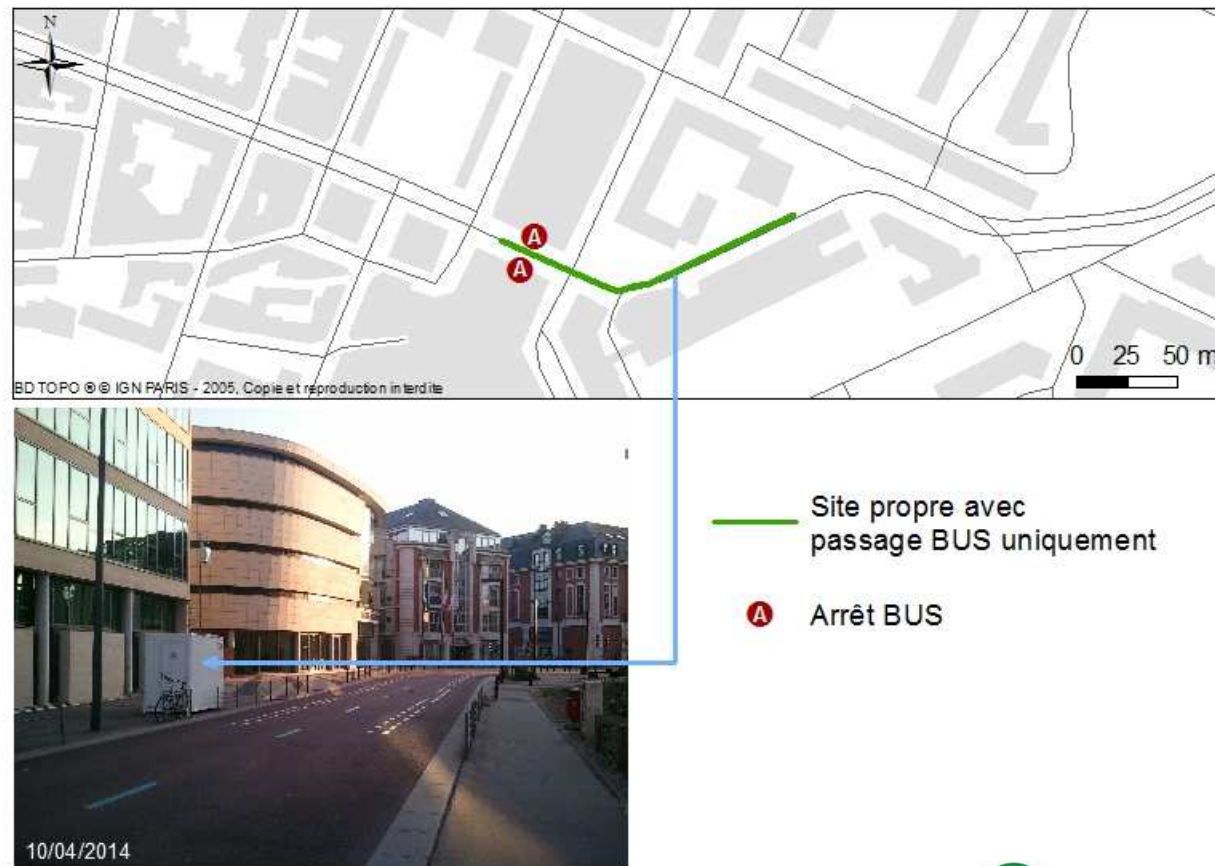 N
A
A
0 25 50 m
BD TOPO ® © IGN PARIS - 2005, Copie et reproduction interdite
Site propre avec
passage BUS uniquement
A Arrêt BUS
10/04/2014